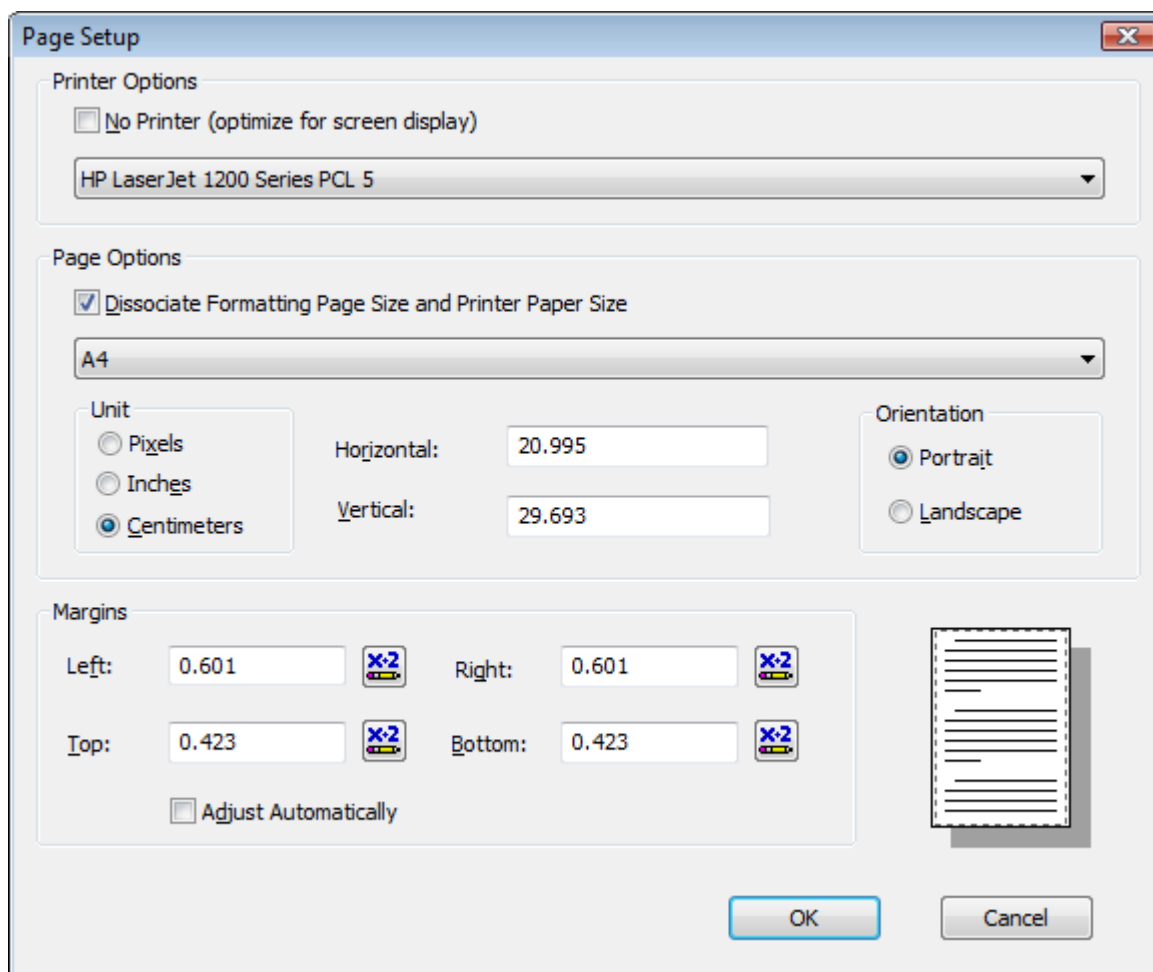 Page Setup
Printer Options
No Printer (optimize for screen display)
HP LaserJet 1200 Series PCL 5
Page Options
Dissociate Formatting Page Size and Printer Paper Size
A4
Unit
Pixels
Inches
Centimeters
Horizontal: 20.995
Vertical: 29.693
Orientation
Portrait
Landscape
Margins
Left: 0.601 X÷2 Right: 0.601 X÷2
Top: 0.423 X÷2 Bottom: 0.423 X÷2
Adjust Automatically
OK Cancel